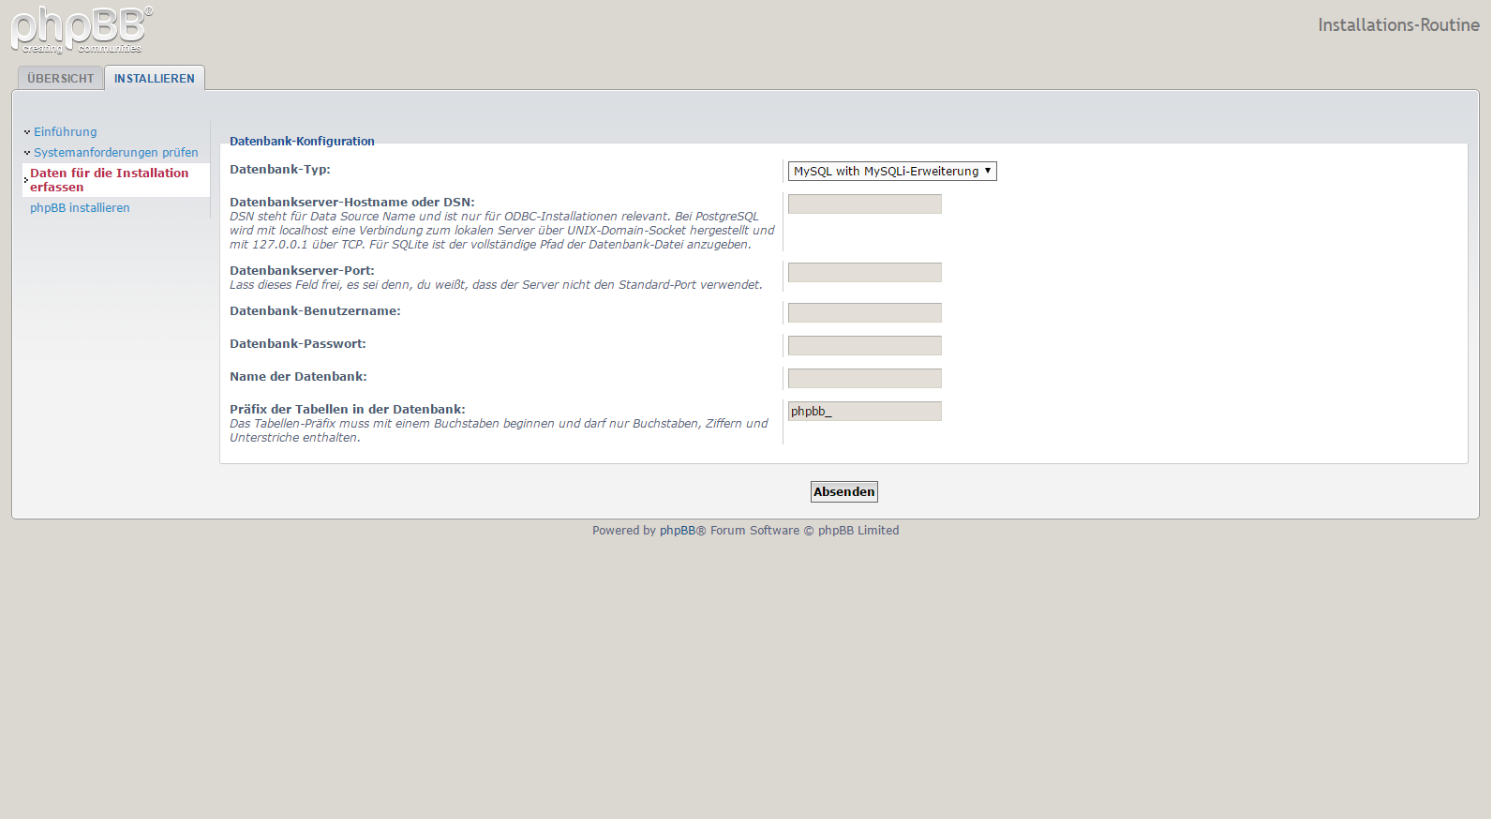 phpBB®
creating communities
Installations-Routine
ÜBERSICHT
INSTALLIEREN
Einführung
Systemanforderungen prüfen
Daten für die Installation
erfassen
phpBB installieren
Datenbank-Konfiguration
Datenbank-Typ:
MySQL with MySQLi-Erweiterung
Datenbankserver-Hostname oder DSN:
DSN steht für Data Source Name und ist nur für ODBC-Installationen relevant. Bei PostgreSQL
wird mit localhost eine Verbindung zum lokalen Server über UNIX-Domain-Socket hergestellt und
mit 127.0.0.1 über TCP. Für SQLite ist der vollständige Pfad der Datenbank-Datei anzugeben.
Datenbankserver-Port:
Lass dieses Feld frei, es sei denn, du weißt, dass der Server nicht den Standard-Port verwendet.
Datenbank-Benutzername:
Datenbank-Passwort:
Name der Datenbank:
Präfix der Tabellen in der Datenbank:
phpbb_
Das Tabellen-Präfix muss mit einem Buchstaben beginnen und darf nur Buchstaben, Ziffern und
Unterstriche enthalten.
Absenden
Powered by phpBB® Forum Software © phpBB Limited